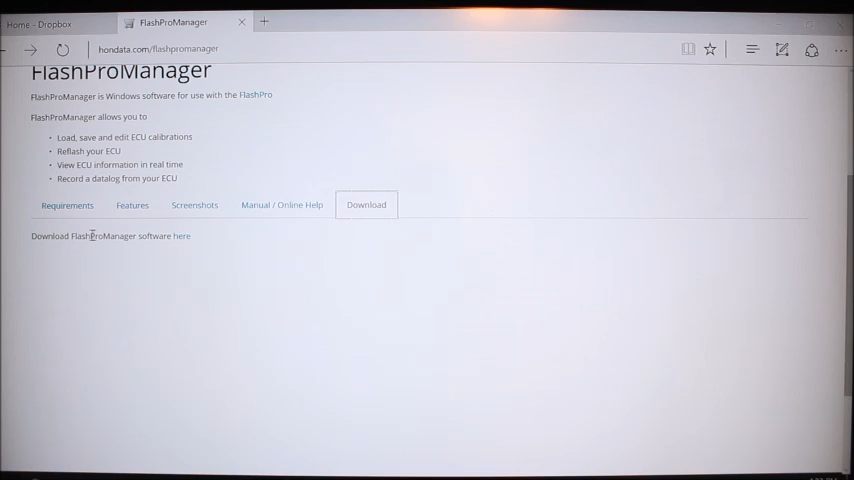 Home - Dropbox
FlashProManager
hondata.com/flashpromanager
FlashProManager
FlashProManager is Windows software for use with the FlashPro
FlashProManager allows you to
• Load, save and edit ECU calibrations
• Reflash your ECU
• View ECU information in real time
• Record a datalog from your ECU
Requirements Features Screenshots Manual / Online Help Download
Download FlashProManager software here